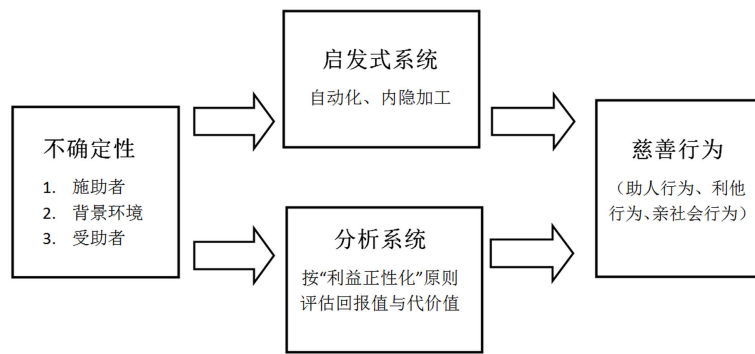 不确定性
1. 施助者
2. 背景环境
3. 受助者
启发式系统
自动化、内隐加工
分析系统
按“利益正性化”原则
评估回报值与代价值
慈善行为
（助人行为、利他
行为、亲社会行为）